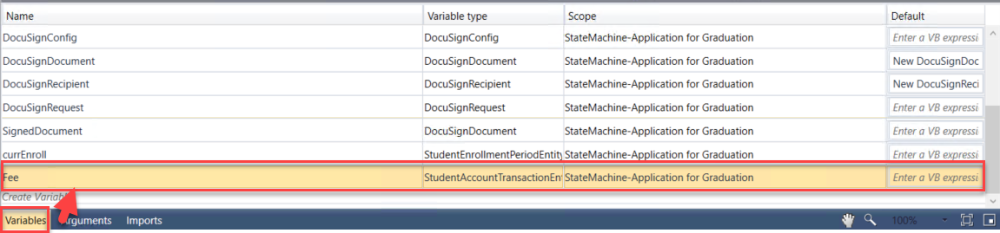 Name Variable type Scope Default
DocuSignConfig DocuSignConfig StateMachine-Application for Graduation Enter a VB expressi
DocuSignDocument DocuSignDocument StateMachine-Application for Graduation New DocuSignDoc
DocuSignRecipient DocuSignRecipient StateMachine-Application for Graduation New DocuSignReci
DocuSignRequest DocuSignRequest StateMachine-Application for Graduation Enter a VB expressi
SignedDocument DocuSignDocument StateMachine-Application for Graduation Enter a VB expressi
currEnroll StudentEnrollmentPeriodEntity StateMachine-Application for Graduation Enter a VB expressi
Fee StudentAccountTransactionEnt StateMachine-Application for Graduation Enter a VB expressi
Create Variabl
Variables rguments Imports 100%